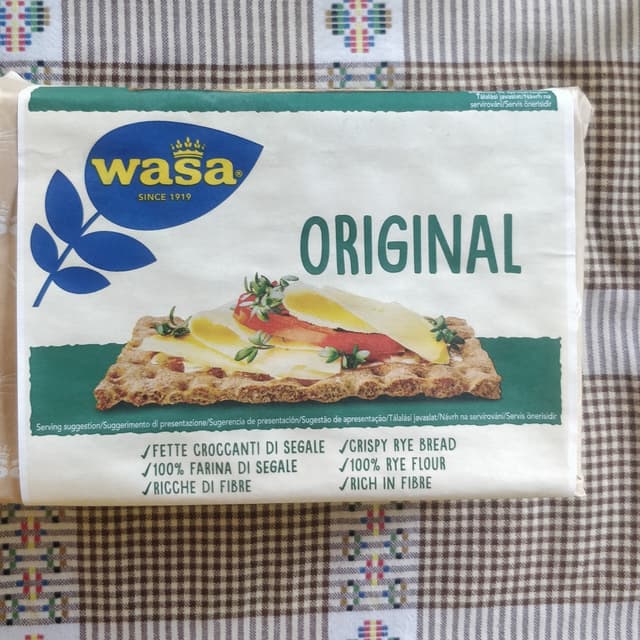 Tálalási javaslat/Návrh na
servírování/Servis önerisidir
wasa®
SINCE 1919
ORIGINAL
Serving suggestion/Suggerimento di presentazione/Sugerencia de presentación/Sugestão de apresentação/Tálalási javaslat/Návrh na servírování/Servis önerisidir
✓FETTE CROCCANTI DI SEGALE ✓CRISPY RYE BREAD
✓100% FARINA DI SEGALE ✓100% RYE FLOUR
✓RICCHE DI FIBRE ✓RICH IN FIBRE